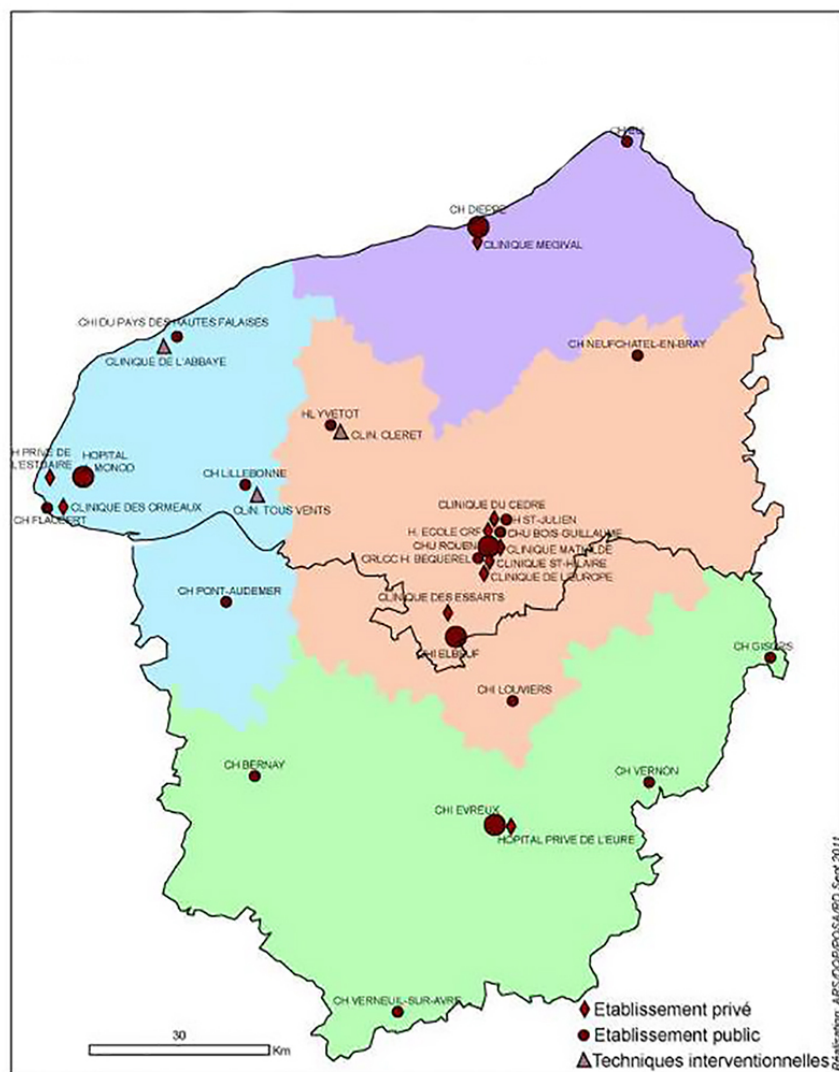 CH EU
CH DIEPPE
CLINIQUE MEGIVAL
CHI DU PAYS DES HAUTES FALAISES
CLINIQUE DE L'ABBAYE
CH NEUFCHATEL-EN-BRAY
HL YVETOT
CLIN. CLERET
H PRIVE DE
L'ESTUAIRE
HOPITAL
MONOD
CH LILLEBONNE
CLINIQUE DES ORMEAUX
CLIN. TOUS VENTS
CH FLAUBERT
CLINIQUE DU CEDRE
H ST-JULIEN
H. ECOLE CRF
CHU BOIS-GUILLAUME
CHU ROUEN
CLINIQUE MATHILDE
CRLCC H. BEQUEREL
CLINIQUE ST-HILAIRE
CLINIQUE DE L'EUROPE
CH PONT-AUDEMER
CLINIQUE DES ESSARTS
CHI ELBEUF
CH GISORS
CHI LOUVIERS
CH BERNAY
CH VERNON
CHI EVREUX
HOPITAL PRIVE DE L'EURE
CH VERNEUIL-SUR-AVRE
30
Km
Etablissement privé
Etablissement public
Techniques interventionnelles
Sept 2011